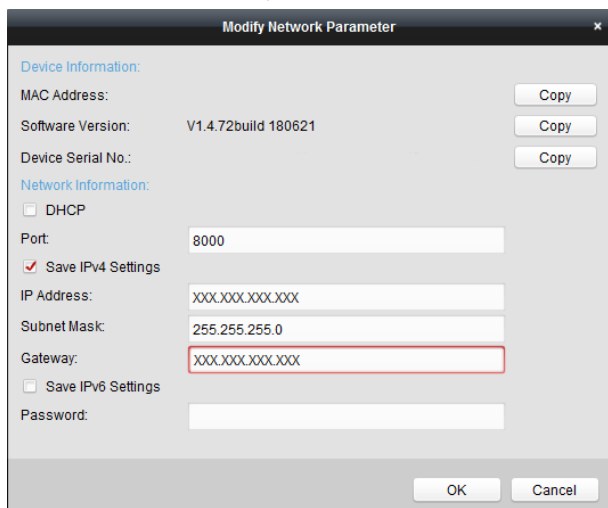 Modify Network Parameter ×
Device Information:
MAC Address: Copy
Software Version: V1.4.72build 180621 Copy
Device Serial No.: Copy
Network Information:
DHCP
Port: 8000
Save IPv4 Settings
IP Address: XXX.XXX.XXX.XXX
Subnet Mask: 255.255.255.0
Gateway: XXX.XXX.XXX.XXX
Save IPv6 Settings
Password:
OK Cancel